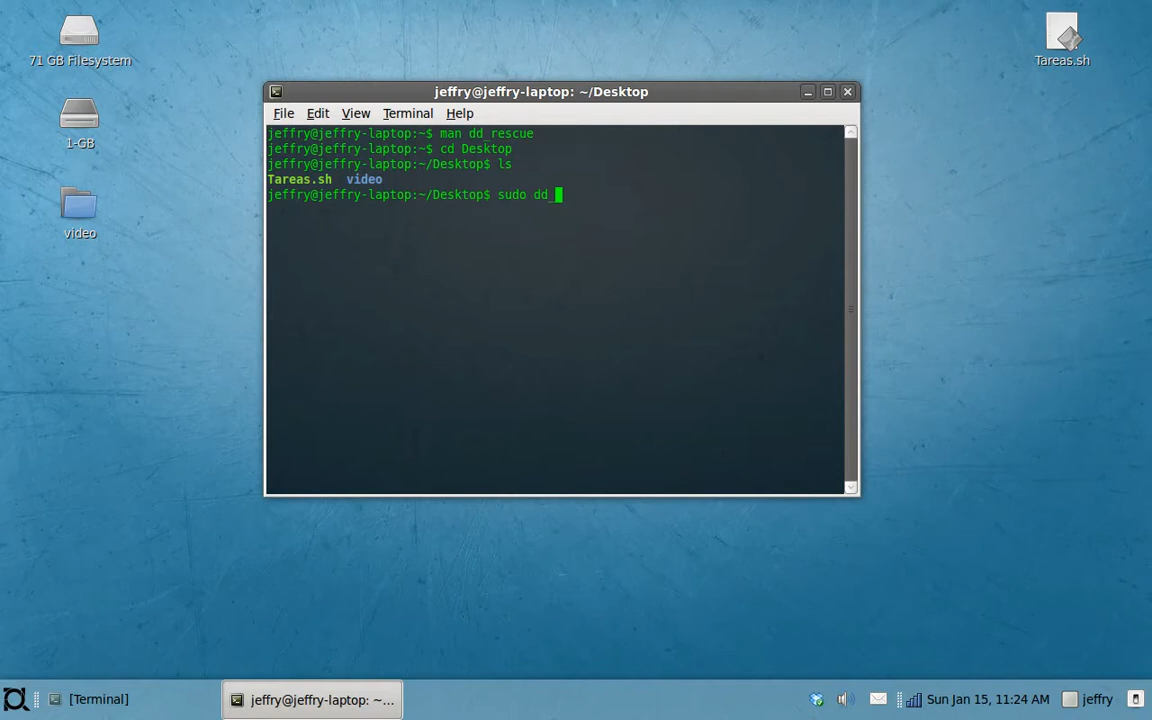 71 GB Filesystem
1-GB
video
Tareas.sh
jeffry@jeffry-laptop: ~/Desktop
File Edit View Terminal Help
jeffry@jeffry-laptop:~$ man dd_rescue
jeffry@jeffry-laptop:~$ cd Desktop
jeffry@jeffry-laptop:~/Desktop$ ls
Tareas.sh  video
jeffry@jeffry-laptop:~/Desktop$ sudo dd_
[Terminal]
jeffry@jeffry-laptop: ~...
Sun Jan 15, 11:24 AM
jeffry